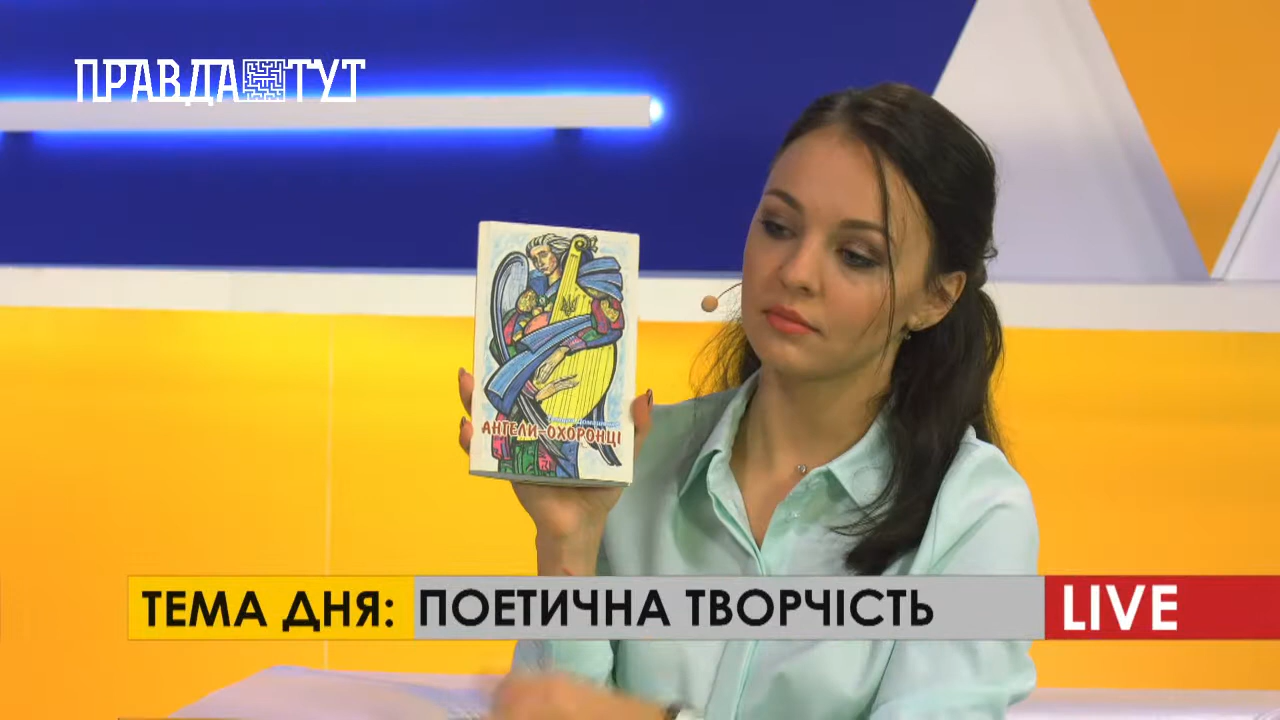 ПРАВДА ТУТ
АНГЕЛИ-ОХОРОНЦІ
ТЕМА ДНЯ: ПОЕТИЧНА ТВОРЧІСТЬ LIVE